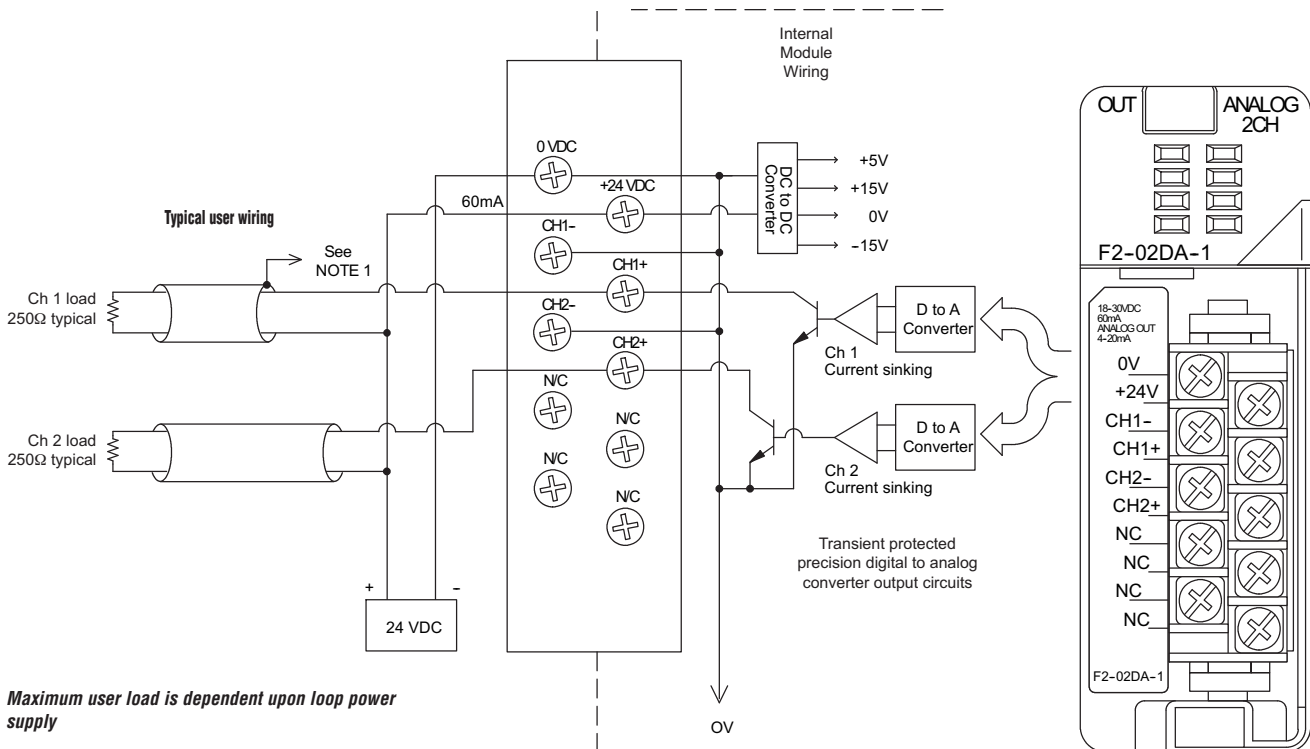 Internal
Module
Wiring
0 VDC
+24 VDC
60mA
CH1-
CH1+
CH2-
CH2+
N/C
N/C
N/C
N/C
DC to DC
Converter
+5V
+15V
0V
-15V
Typical user wiring
See
NOTE 1
Ch 1 load
250Ω typical
Ch 2 load
250Ω typical
+ -
24 VDC
D to A
Converter
Ch 1
Current sinking
D to A
Converter
Ch 2
Current sinking
Transient protected
precision digital to analog
converter output circuits
OV
Maximum user load is dependent upon loop power
supply
OUT ANALOG
2CH
F2-02DA-1
18-30VDC
60mA
ANALOG OUT
4-20mA
0V
+24V
CH1-
CH1+
CH2-
CH2+
NC
NC
NC
NC
F2-02DA-1